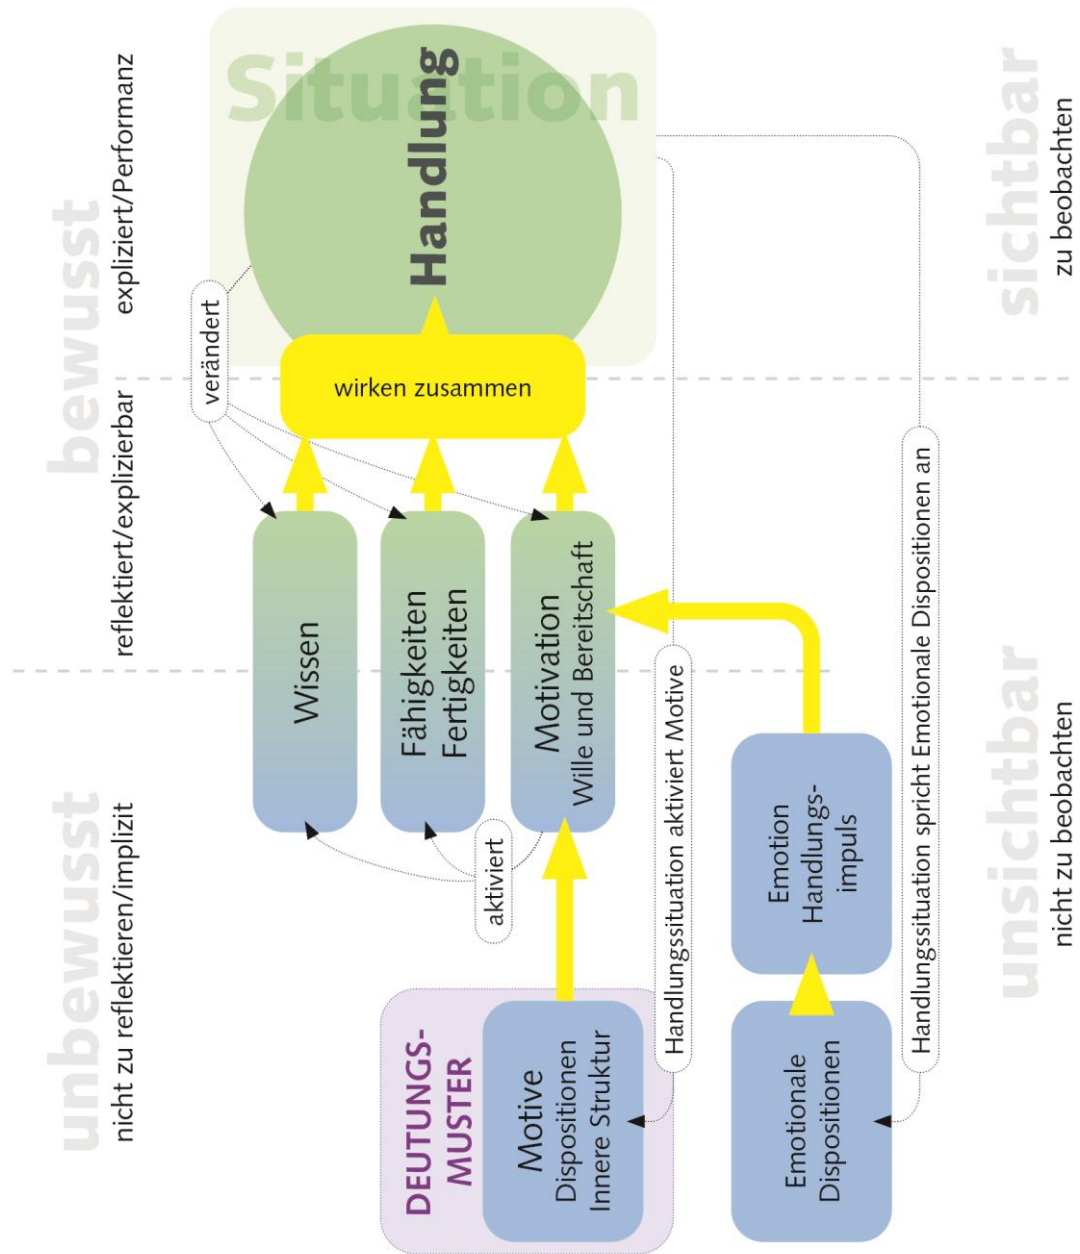 unbewusst
nicht zu reflektieren/implizit
bewusst
reflektiert/explizierbar
expliziert/Performanz
verändert
Wissen
Fähigkeiten
Fertigkeiten
Motivation
Wille und Bereitschaft
wirken zusammen
Situation
Handlung
aktiviert
DEUTUNGS-
MUSTER
Motive
Dispositionen
Innere Struktur
Handlungssituation aktiviert Motive
Emotionale
Dispositionen
Emotion
Handlungs-
impuls
Handlungssituation spricht Emotionale Dispositionen an
unsichtbar
nicht zu beobachten
sichtbar
zu beobachten